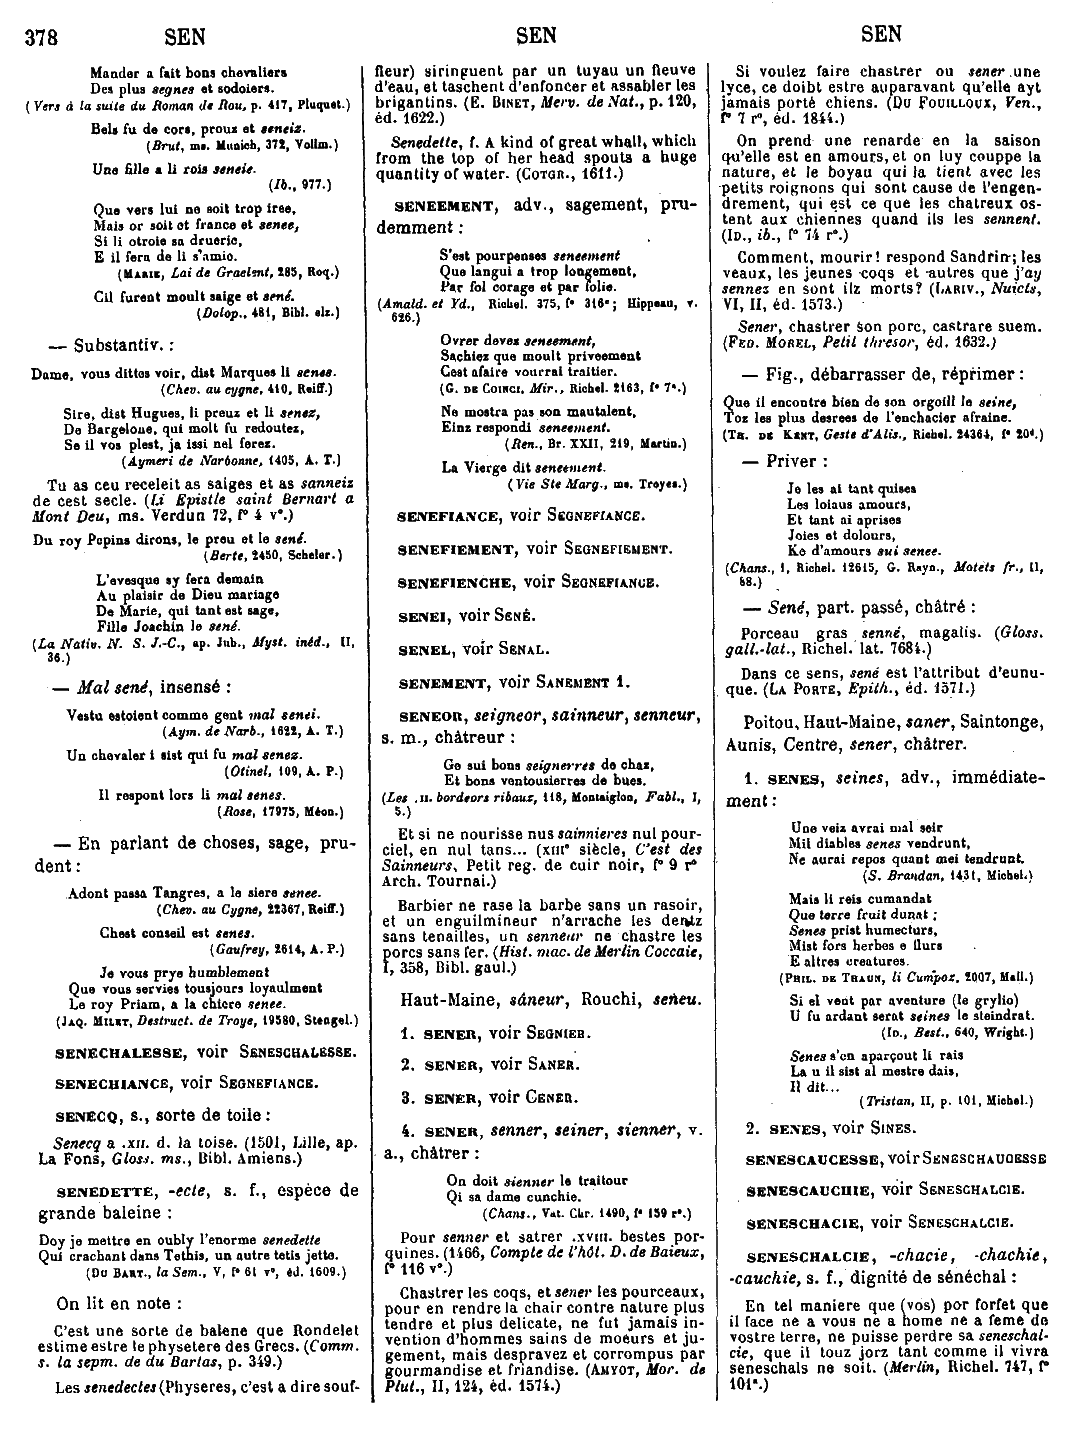 378 SEN SEN SEN
Mander a fait bons chevaliers
Des plus segnes et sodoiers.
(Vers à la suite du Roman de Rou, p. 417, Pluquet.)
Bels fu de cors, prouz et seneiz.
(Brut, ms. Munich, 372, Vollm.)
Une fille a li rois seneie.
(Ib., 977.)
Que vers lui ne soit trop iree,
Mais or soit et france et senee,
Si li otroie sa druerie,
E il fera de li s'amie.
(MARIE, Lai de Graelent, 285, Roq.)
Cil furent moult saige et sené.
(Dolop., 481, Bibl. elz.)
— Substantiv. :
Dame, vous dittes voir, dist Marques li senes.
(Chev. au cygne, 410, Reiff.)
Sire, dist Hugues, li preuz et li senez,
De Bargelone, qui molt fu redoutez,
Se il vos plest, ja issi nel ferez.
(Aymeri de Narbonne, 1405, A. T.)
Tu as ceu receleit as saiges et as sanneiz
de cest secle. (Li Epistle saint Bernart a
Mont Deu, ms. Verdun 72, f° 4 v°.)
Du roy Pepins dirons, le preu et le sené.
(Berte, 2450, Scheler.)
L'evesque sy fera demain
Au plaisir de Dieu mariage
De Marie, qui tant est sage,
Fille Joachin le sené.
(La Nativ. N. S. J.-C., ap. Jub., Myst. inéd., II,
36.)
— Mal sené, insensé :
Vestu estoient comme gent mal senei.
(Aym. de Narb., 1622, A. T.)
Un chevaler i sist qui fu mal senez.
(Otinel, 109, A. P.)
Il respont lors li mal senes.
(Rose, 17975, Méon.)
— En parlant de choses, sage, pru-
dent :
Adont passa Tangres, a le siere senee.
(Chev. au Cygne, 22367, Reiff.)
Chest conseil est senes.
(Gaufrey, 2614, A. P.)
Je vous prye humblement
Que vous servies tousjours loyaulment
Le roy Priam, a la chiere senee.
(JAQ. MILET, Destruct. de Troye, 19580, Stengel.)
SENECHALESSE, voir SENESCHALESSE.
SENECHIANCE, voir SEGNEFIANCE.
SENECQ, s., sorte de toile :
Senecq a .XII. d. la toise. (1501, Lille, ap.
La Fons, Gloss. ms., Bibl. Amiens.)
SENEDETTE, -ecte, s. f., espèce de
grande baleine :
Doy je mettre en oubly l'enorme senedette
Qui crachant dans Tethis, un autre tetis jette.
(DU BART., la Sem., V, f° 61 v°, éd. 1609.)
On lit en note :
C'est une sorte de balene que Rondelet
estime estre le physetere des Grecs. (Comm.
s. la sepm. de du Bartas, p. 349.)
Les senedectes (Physeres, c'est a dire souf-
fleur) siringuent par un tuyau un fleuve
d'eau, et taschent d'enfoncer et assabler les
brigantins. (E. BINET, Merv. de Nat., p. 120,
éd. 1622.)
Senedette, f. A kind of great whall, which
from the top of her head spouts a huge
quantity of water. (COTGR., 1611.)
SENEEMENT, adv., sagement, pru-
demment :
S'est pourpenses seneement
Que langui a trop longement,
Par fol corage et par folie.
(Amald. et Yd., Richel. 375, f° 316°; Hippeau, v.
626.)
Ovrer devez seneement,
Sachiez que moult priveement
Cest afaire vourrai traitier.
(G. DE COINCI, Mir., Richel. 2163, f° 7°.)
Ne mostra pas son mautalent,
Einz respondi seneement.
(Ren., Br. XXII, 219, Martin.)
La Vierge dit seneement.
(Vie Ste Marg., ms. Troyes.)
SENEFIANCE, voir SEGNEFIANCE.
SENEFIEMENT, voir SEGNEFIEMENT.
SENEFIENCHE, voir SEGNEFIANCE.
SENEI, voir SENÉ.
SENEL, voir SENAL.
SENEMENT, voir SANEMENT 1.
SENEOR, seigneor, sainneur, senneur,
s. m., châtreur :
Ge sui bons seignerres de chaz,
Et bons ventousierres de bues.
(Les .II. bordeors ribauz, 118, Montaiglon, Fabl., I,
5.)
Et si ne nourisse nus sainnieres nul pour-
ciel, en nul tans... (XIII° siècle, C'est des
Sainneurs, Petit reg. de cuir noir, f° 9 r°
Arch. Tournai.)
Barbier ne rase la barbe sans un rasoir,
et un enguilmineur n'arrache les dentz
sans tenailles, un senneur ne chastre les
porcs sans fer. (Hist. mac. de Merlin Coccaie,
I, 358, Bibl. gaul.)
Haut-Maine, sâneur, Rouchi, seneu.
1. SENER, voir SEGNIER.
2. SENER, voir SANER.
3. SENER, voir CENER.
4. SENER, senner, seiner, sienner, v.
a., châtrer :
On doit sienner le traitour
Qi sa dame cunchie.
(Chans., Vat. Chr. 1490, f° 159 r°.)
Pour senner et satrer .XVIII. bestes por-
quines. (1466, Compte de l'hôt. D. de Baieux,
f° 116 v°.)
Chastrer les coqs, et sener les pourceaux,
pour en rendre la chair contre nature plus
tendre et plus delicate, ne fut jamais in-
vention d'hommes sains de moeurs et ju-
gement, mais despravez et corrompus par
gourmandise et friandise. (AMYOT, Mor. de
Plut., II, 124, éd. 1574.)
Si voulez faire chastrer ou sener une
lyce, ce doibt estre auparavant qu'elle ayt
jamais porté chiens. (DU FOUILLOUX, Ven.,
f° 7 r°, éd. 1844.)
On prend une renarde en la saison
qu'elle est en amours, et on luy couppe la
nature, et le boyau qui la tient avec les
petits roignons qui sont cause de l'engen-
drement, qui est ce que les chatreux os-
tent aux chiennes quand ils les sennent.
(ID., ib., f° 74 r°.)
Comment, mourir! respond Sandrin; les
veaux, les jeunes coqs et autres que j'ay
sennez en sont ilz morts? (LARIV., Nuicts,
VI, II, éd. 1573.)
Sener, chastrer son porc, castrare suem.
(FED. MOREL, Petit thresor, éd. 1632.)
— Fig., débarrasser de, réprimer :
Que il encontre bien de son orgoill le seine,
Toz les plus desrees de l'enchacier afraine.
(TH. DE KENT, Geste d'Alis., Richel. 24364, f° 20°.)
— Priver :
Je les ai tant quises
Les loiaus amours,
Et tant ai aprises
Joies et dolours,
Ke d'amours sui senee.
(Chans., I, Richel. 12615, G. Rayn., Motets fr., II,
68.)
— Sené, part. passé, châtré :
Porceau gras senné, magalis. (Gloss.
gall.-lat., Richel. lat. 7684.)
Dans ce sens, sené est l'attribut d'eunu-
que. (LA PORTE, Epith., éd. 1571.)
Poitou, Haut-Maine, saner, Saintonge,
Aunis, Centre, sener, châtrer.
1. SENES, seines, adv., immédiate-
ment :
Une veiz avrai mal seir
Mil diables senes vendrunt,
Ne aurai repos quant mei tendrunt.
(S. Brandan, 1431, Michel.)
Mais li reis cumandat
Que terre fruit dunat ;
Senes prist humecturs,
Mist fors herbes e flurs
E altres creatures.
(PHIL. DE THAUN, li Cumpoz, 2007, Mall.)
Si el vent par aventure (le grylio)
U fu ardant serat seines le steindrat.
(ID., Best., 640, Wright.)
Senes s'en aparçout li rais
La u il sist al mestre dais,
Il dit...
(Tristan, II, p. 101, Michel.)
2. SENES, voir SINES.
SENESCAUCESSE, voir SENESCHAUCESSE
SENESCAUCHIE, voir SENESCHALCIE.
SENESCHACIE, voir SENESCHALCIE.
SENESCHALCIE, -chacie, -chachie,
-cauchie, s. f., dignité de sénéchal :
En tel maniere que (vos) por forfet que
il face ne a vous ne a home ne a feme de
vostre terre, ne puisse perdre sa seneschal-
cie, que il touz jorz tant comme il vivra
seneschals ne soit. (Merlin, Richel. 747, f°
101°.)